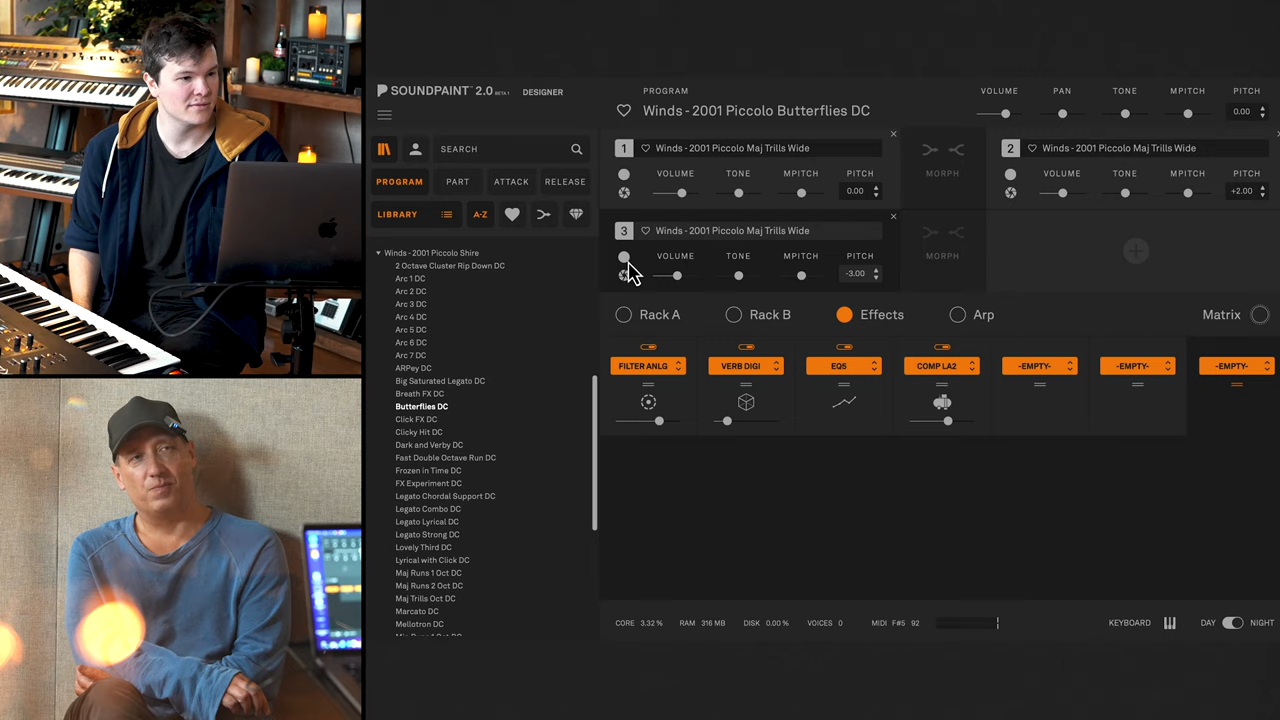 SOUNDPAINT™ 2.0 BETA 1 DESIGNER
PROGRAM
Winds - 2001 Piccolo Butterflies DC
VOLUME PAN TONE MPITCH PITCH
0.00
SEARCH
PROGRAM PART ATTACK RELEASE
LIBRARY A-Z
1 Winds - 2001 Piccolo Maj Trills Wide
VOLUME TONE MPITCH PITCH
0.00
MORPH
2 Winds - 2001 Piccolo Maj Trills Wide
VOLUME TONE MPITCH PITCH
+2.00
3 Winds - 2001 Piccolo Maj Trills Wide
VOLUME TONE MPITCH PITCH
-3.00
MORPH
Winds - 2001 Piccolo Shire
2 Octave Cluster Rip Down DC
Arc 1 DC
Arc 2 DC
Arc 3 DC
Arc 4 DC
Arc 5 DC
Arc 6 DC
Arc 7 DC
ARPey DC
Big Saturated Legato DC
Breath FX DC
Butterflies DC
Click FX DC
Clicky Hit DC
Dark and Verby DC
Fast Double Octave Run DC
Frozen in Time DC
FX Experiment DC
Legato Chordal Support DC
Legato Combo DC
Legato Lyrical DC
Legato Strong DC
Lovely Third DC
Lyrical with Click DC
Maj Runs 1 Oct DC
Maj Runs 2 Oct DC
Maj Trills Oct DC
Marcato DC
Mellotron DC
Rack A Rack B Effects Arp Matrix
FILTER ANLG VERB DIGI EQ5 COMP LA2 -EMPTY- -EMPTY- -EMPTY-
CORE 3.32 % RAM 316 MB DISK 0.00 % VOICES 0 MIDI F#5 92 KEYBOARD DAY NIGHT